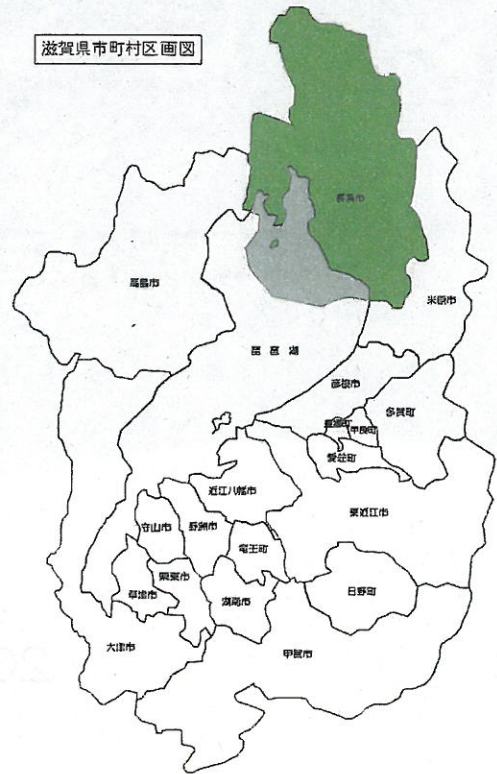 滋賀県市町村区画図
長浜市
高島市
米原市
琵琶湖
彦根市
多賀町
豊郷町
甲良町
愛荘町
近江八幡市
東近江市
守山市
野洲市
竜王町
栗東市
草津市
湖南市
日野町
大津市
甲賀市